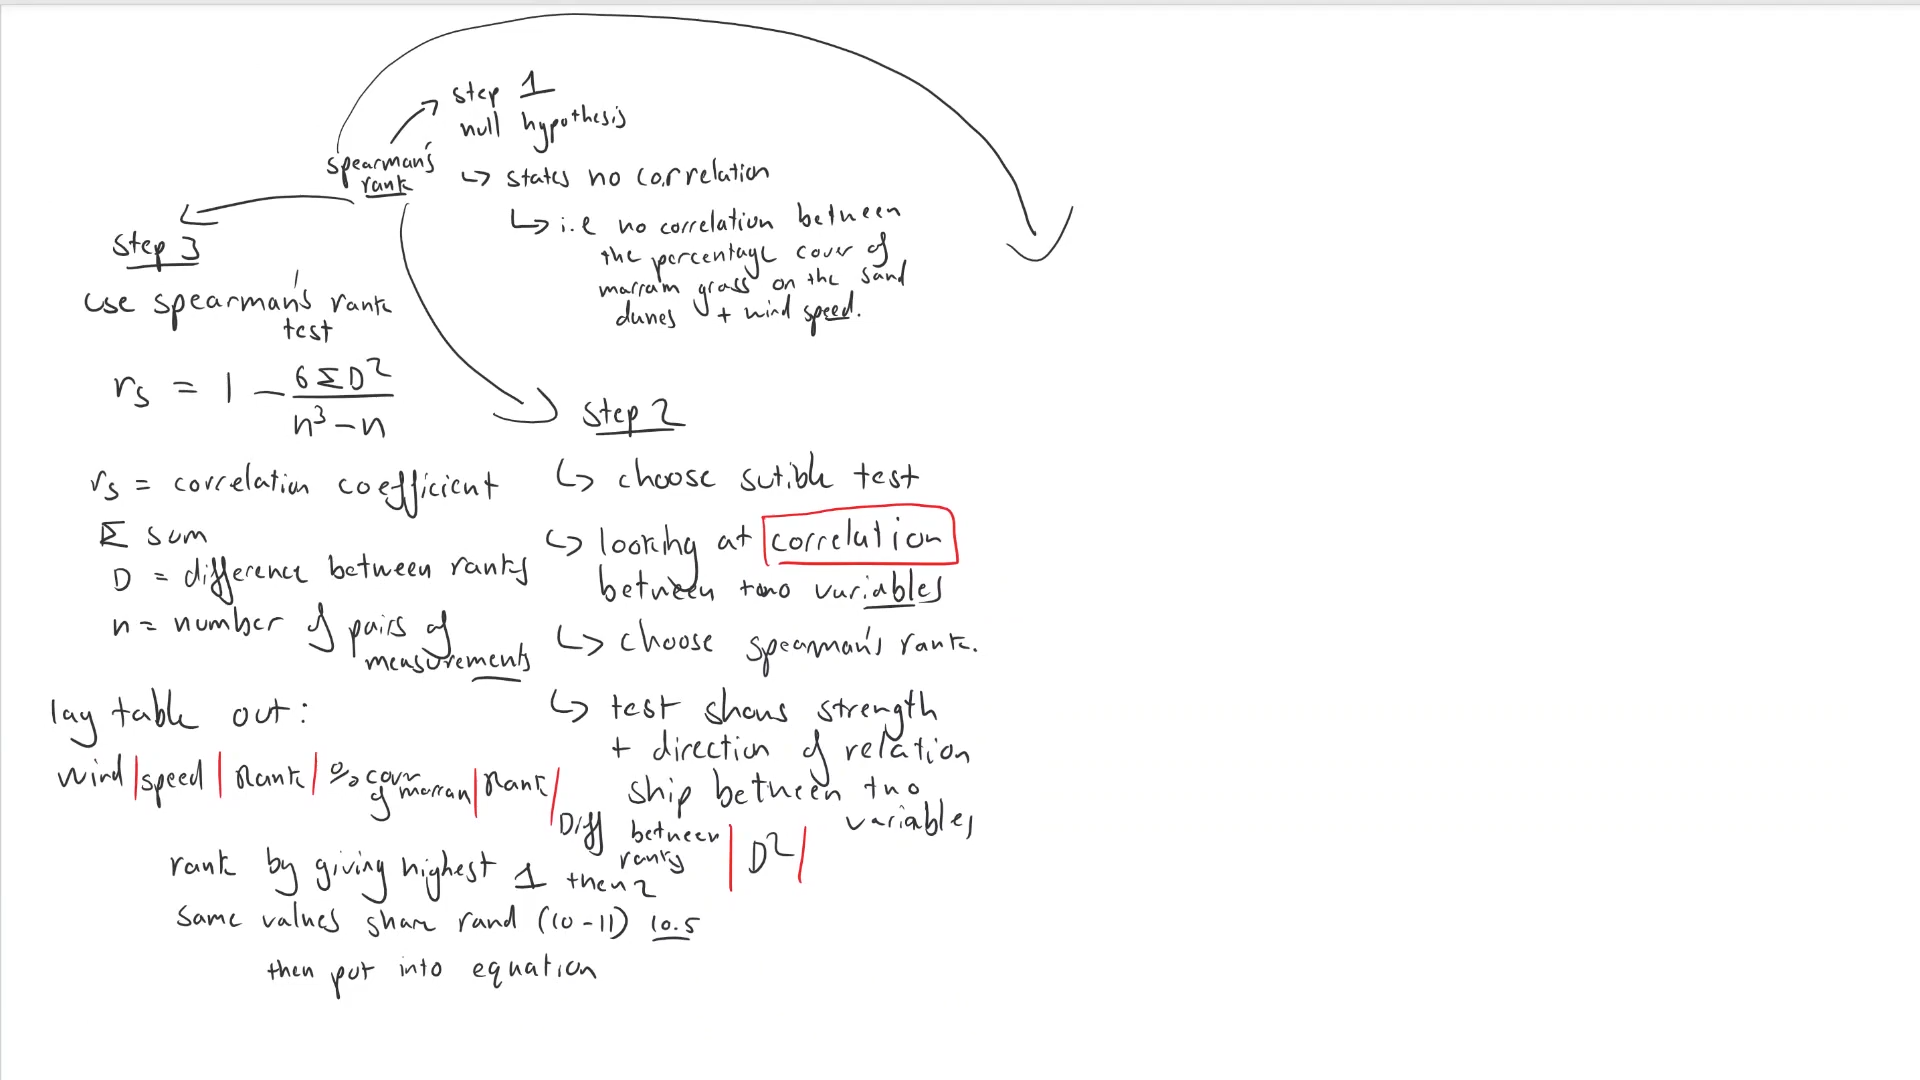 spearman's
rank
step 1
null hypothesis
↳ states no correlation
↳ i.e no correlation between
the percentage cover of
marram grass on the sand
dunes + wind speed.
Step 2
↳ choose sutible test
↳ looking at correlation
between two variables
↳ choose spearman's rank.
↳ test shows strength
+ direction of relation
ship between two
variables
Step 3
use spearman's rank
test
rs = 1 - 6ΣD² / n³-n
rs = correlation coefficient
Σ sum
D = difference between ranks
n = number of pairs of
measurements
lay table out:
wind | speed | Rank | % cover of marram | Rank | Diff between ranks | D² |
rank by giving highest 1 then 2
same values share rand (10-11) 10.5
then put into equation